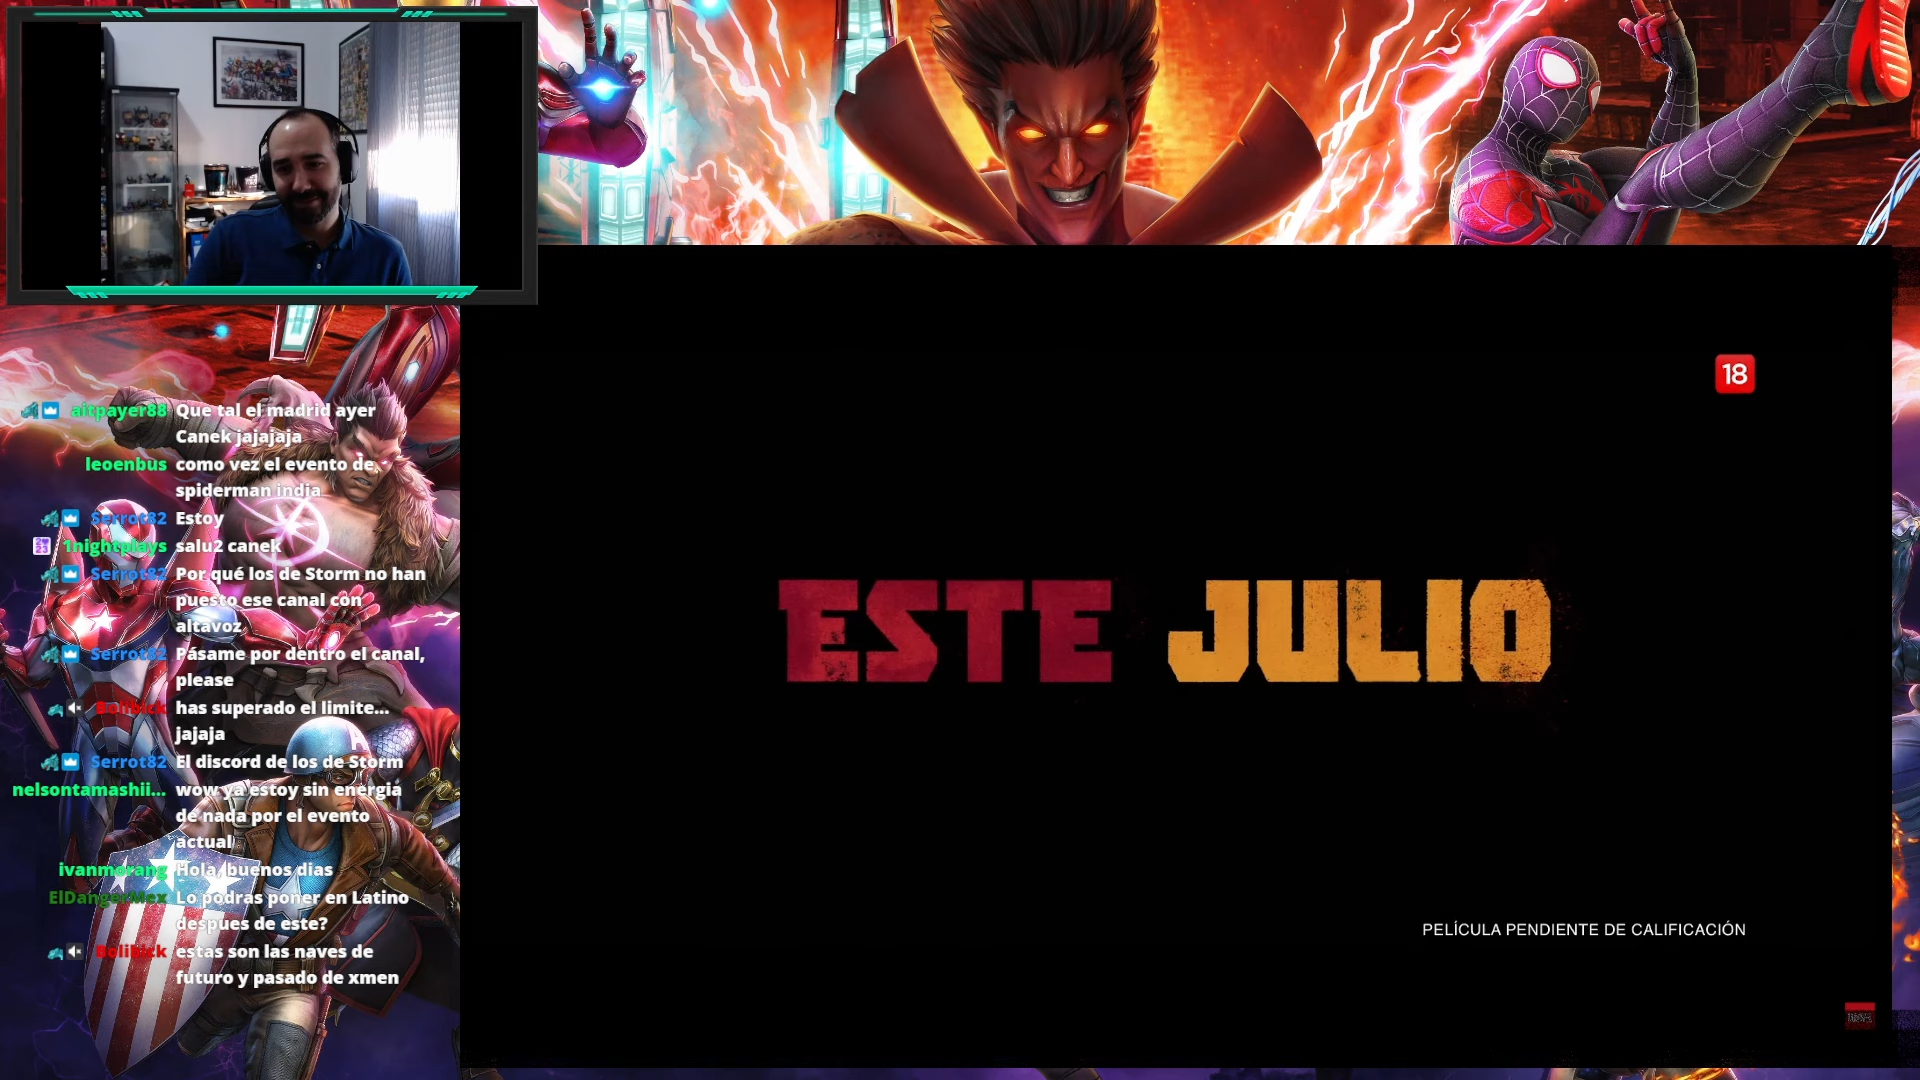 aitpayer88 Que tal el madrid ayer
Canek jajajaja
leoenbus como vez el evento de
spiderman india
Serrot82 Estoy
1nightplays salu2 canek
Serrot82 Por qué los de Storm no han
puesto ese canal con
altavoz
Serrot82 Pásame por dentro el canal,
please
Bolibick has superado el limite...
jajaja
Serrot82 El discord de los de Storm
nelsontamashii... wow ya estoy sin energia
de nada por el evento
actual
ivanmorang Hola, buenos dias
ElDangerMex Lo podras poner en Latino
despues de este?
Bolibick estas son las naves de
futuro y pasado de xmen
18
ESTE JULIO
PELÍCULA PENDIENTE DE CALIFICACIÓN